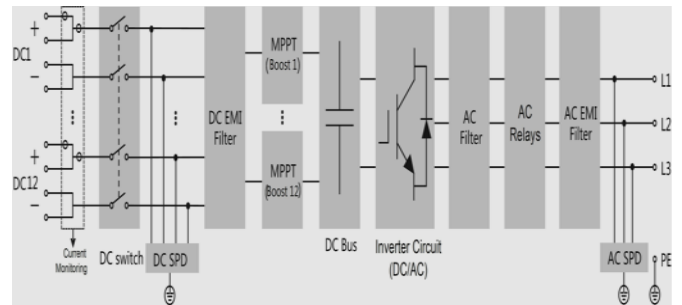 DC1
+
−
DC12
+
−
Current
Monitoring
DC switch
DC SPD
DC EMI
Filter
MPPT
(Boost 1)
MPPT
(Boost 12)
DC Bus
Inverter Circuit
(DC/AC)
AC
Filter
AC
Relays
AC EMI
Filter
L1
L2
L3
AC SPD
PE